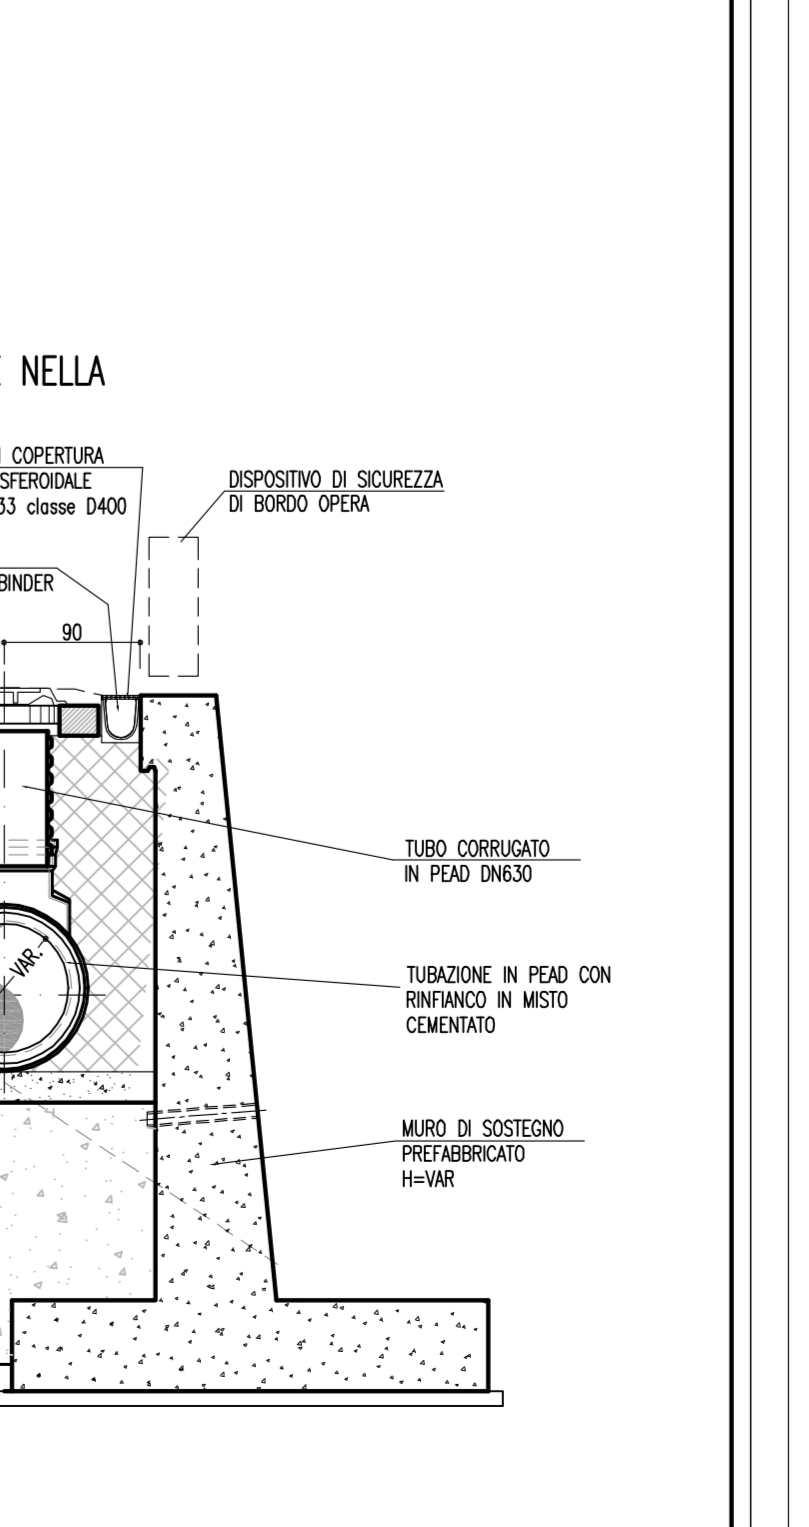 NELLA
COPERTURA
SFEROIDALE
33 classe D400
DISPOSITIVO DI SICUREZZA
DI BORDO OPERA
BINDER
90
TUBO CORRUGATO
IN PEAD DN630
VAR.
TUBAZIONE IN PEAD CON
RINFIANCO IN MISTO
CEMENTATO
MURO DI SOSTEGNO
PREFABBRICATO
H=VAR